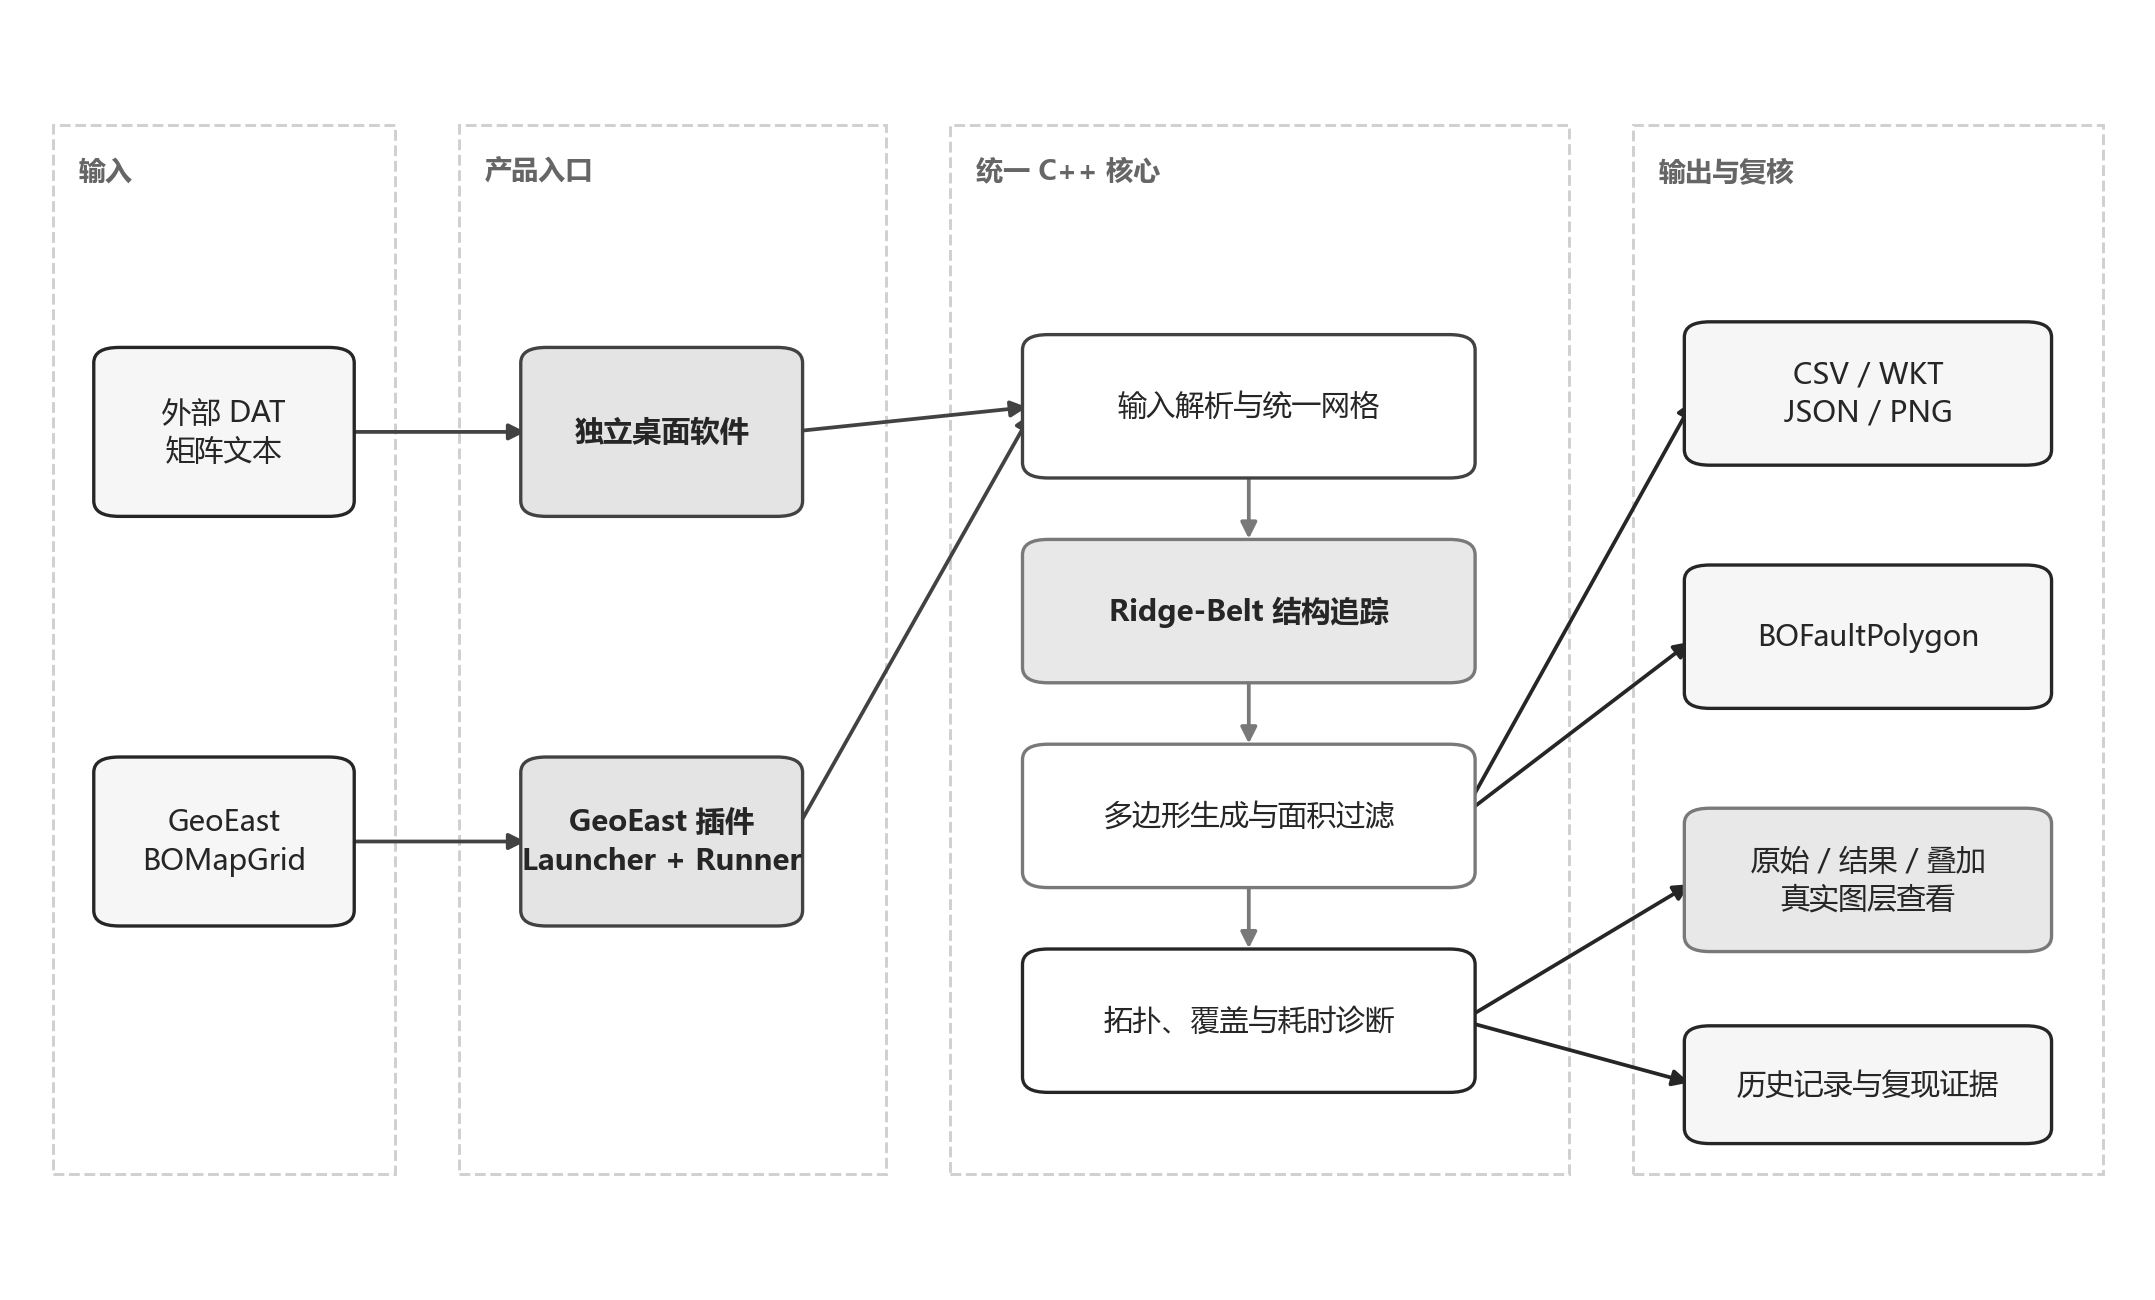 输入
外部 DAT
矩阵文本
GeoEast
BOMapGrid
产品入口
独立桌面软件
GeoEast 插件
Launcher + Runner
统一 C++ 核心
输入解析与统一网格
Ridge-Belt 结构追踪
多边形生成与面积过滤
拓扑、覆盖与耗时诊断
输出与复核
CSV / WKT
JSON / PNG
BOFaultPolygon
原始 / 结果 / 叠加
真实图层查看
历史记录与复现证据